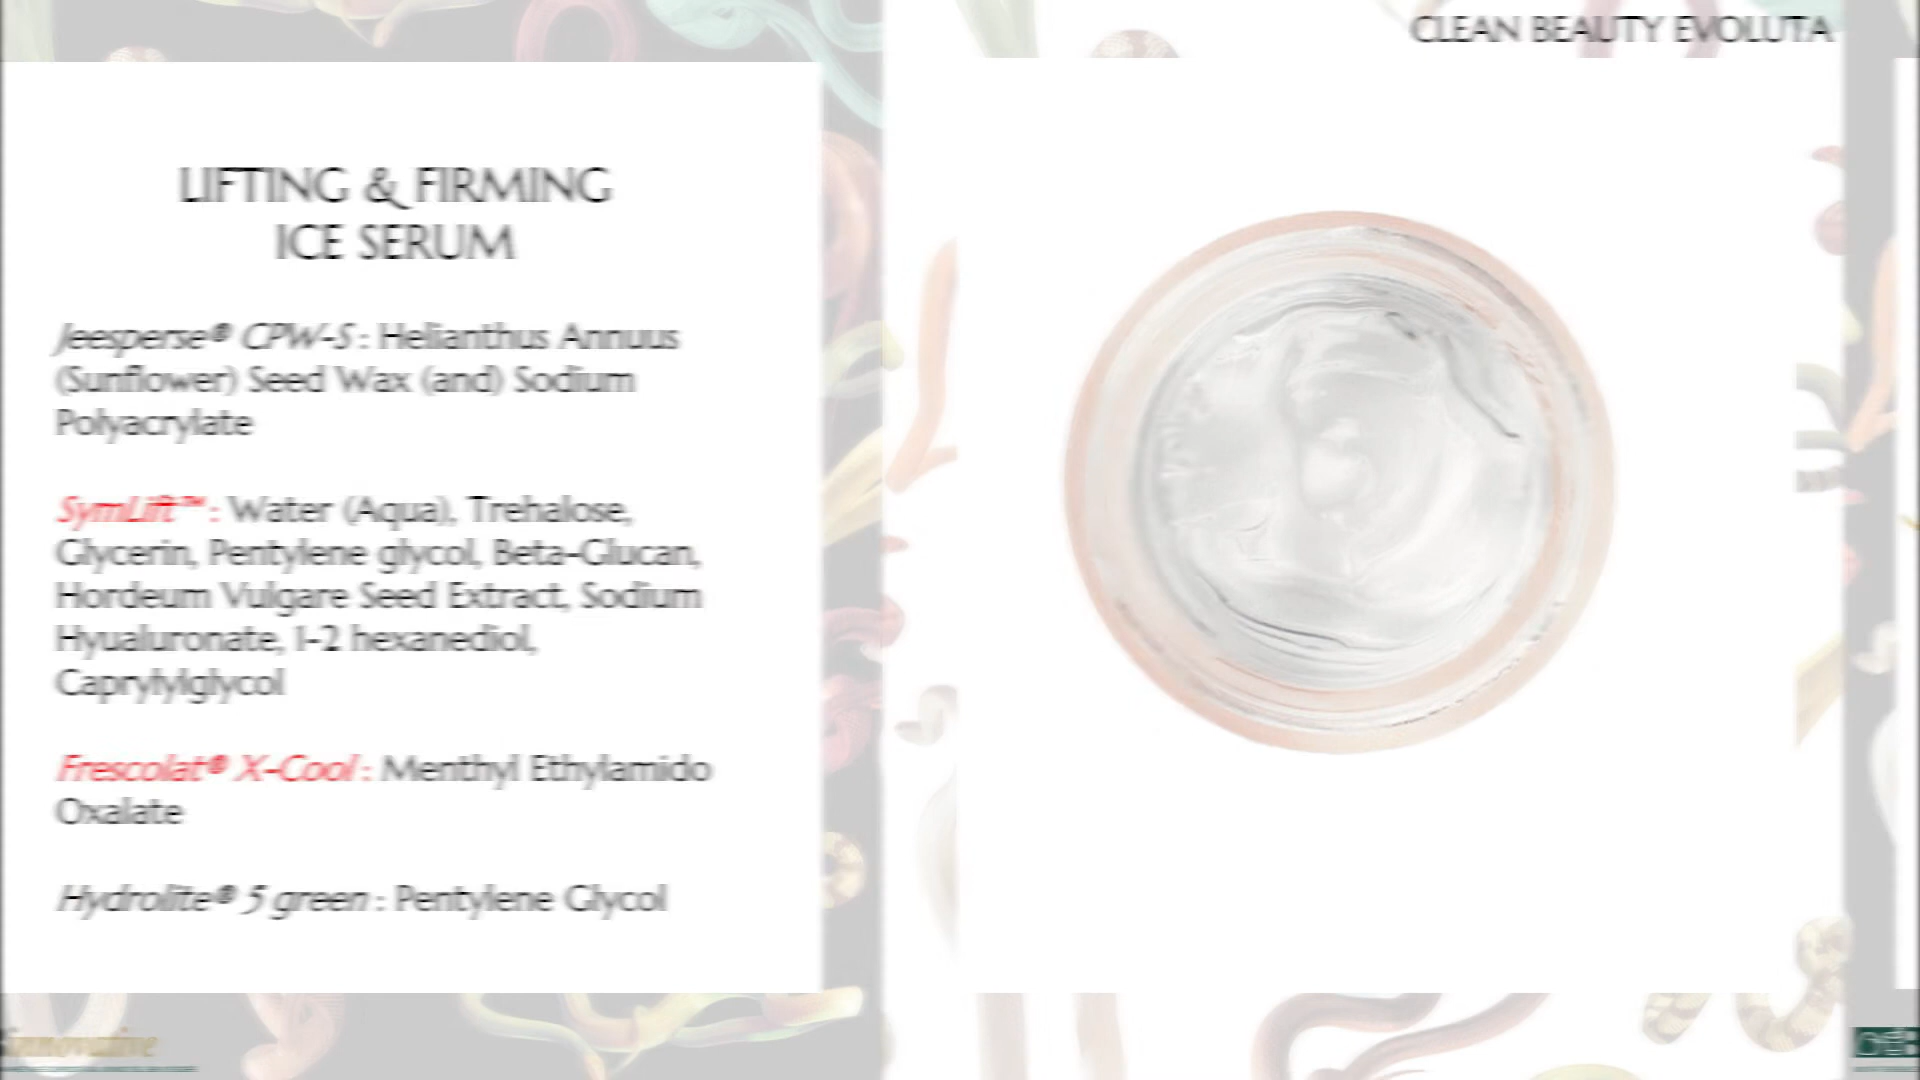 CLEAN BEAUTY EVOLUTA
LIFTING & FIRMING
ICE SERUM
Jeesperse® CPW-S : Helianthus Annuus
(Sunflower) Seed Wax (and) Sodium
Polyacrylate
SymLift™ : Water (Aqua), Trehalose,
Glycerin, Pentylene glycol, Beta-Glucan,
Hordeum Vulgare Seed Extract, Sodium
Hyualuronate, 1-2 hexanediol,
Caprylylglycol
Frescolat® X-Cool : Menthyl Ethylamido
Oxalate
Hydrolite® 5 green : Pentylene Glycol